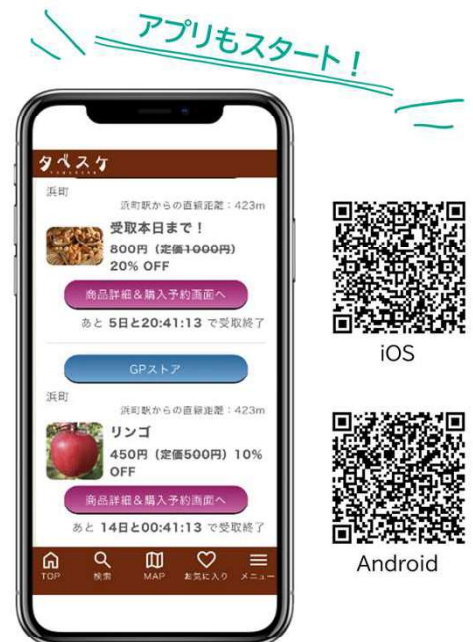 アプリもスタート！
タベスケ
TABESUKE
浜町
浜町駅からの直線距離：423m
受取本日まで！
800円（定価1000円）
20% OFF
商品詳細＆購入予約画面へ
あと 5日と20:41:13 で受取終了
GPストア
浜町
浜町駅からの直線距離：423m
リンゴ
450円（定価500円）10%
OFF
商品詳細＆購入予約画面へ
あと 14日と00:41:13 で受取終了
TOP 検索 MAP お気に入り メニュー
iOS
Android